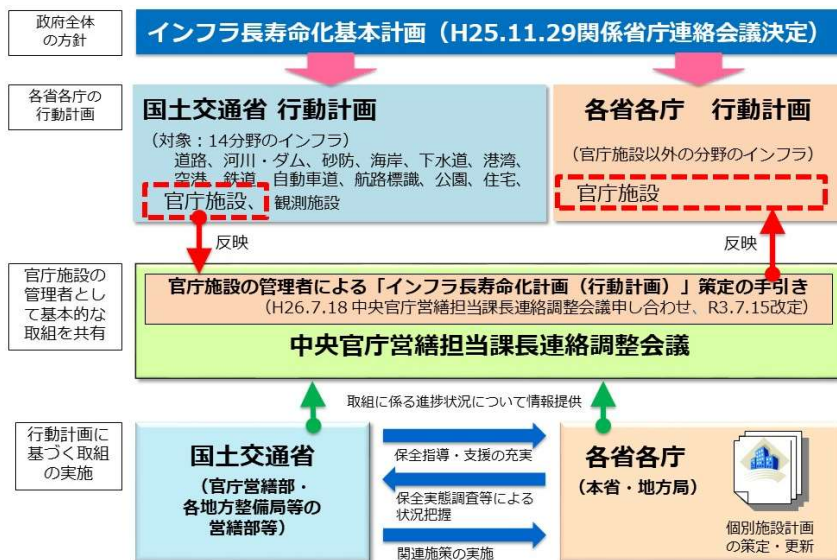 政府全体
の方針
インフラ長寿命化基本計画（H25.11.29関係省庁連絡会議決定）
各省各庁の
行動計画
国土交通省 行動計画
（対象：14分野のインフラ）
道路、河川・ダム、砂防、海岸、下水道、港湾、
空港、鉄道、自動車道、航路標識、公園、住宅、
官庁施設、観測施設
各省各庁　行動計画
（官庁施設以外の分野のインフラ）
官庁施設
反映
反映
官庁施設の
管理者とし
て基本的な
取組を共有
官庁施設の管理者による「インフラ長寿命化計画（行動計画）」策定の手引き
（H26.7.18 中央官庁営繕担当課長連絡調整会議申し合わせ、R3.7.15改定）
中央官庁営繕担当課長連絡調整会議
取組に係る進捗状況について情報提供
行動計画に
基づく取組
の実施
国土交通省
（官庁営繕部・
各地方整備局等の
営繕部等）
保全指導・支援の充実
保全実態調査等による
状況把握
関連施策の実施
各省各庁
（本省・地方局）
個別施設計画
の策定・更新